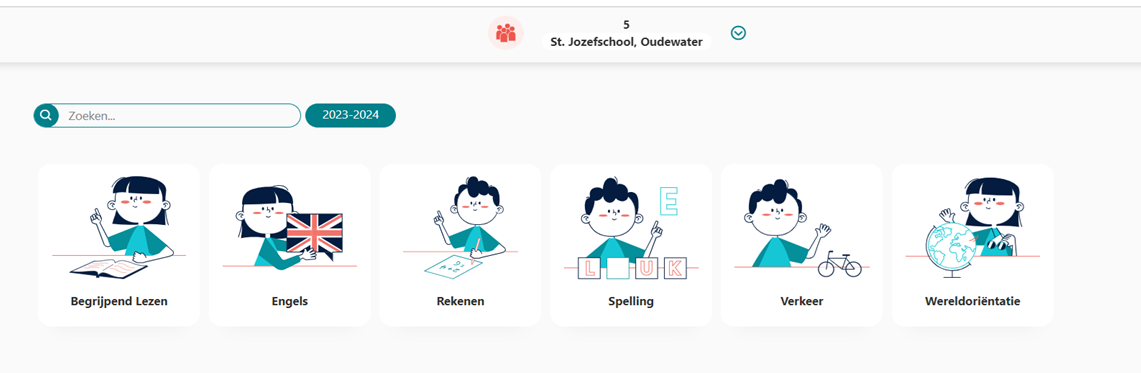 5
St. Jozefschool, Oudewater
Zoeken...
2023-2024
E
L U K
Begrijpend Lezen
Engels
Rekenen
Spelling
Verkeer
Wereldoriëntatie